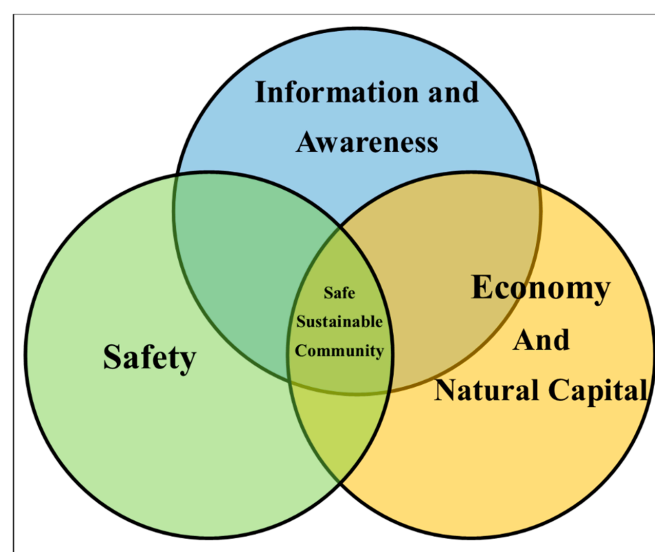 Information and
Awareness
Economy
And
Natural Capital
Safe
Sustainable
Community
Safety